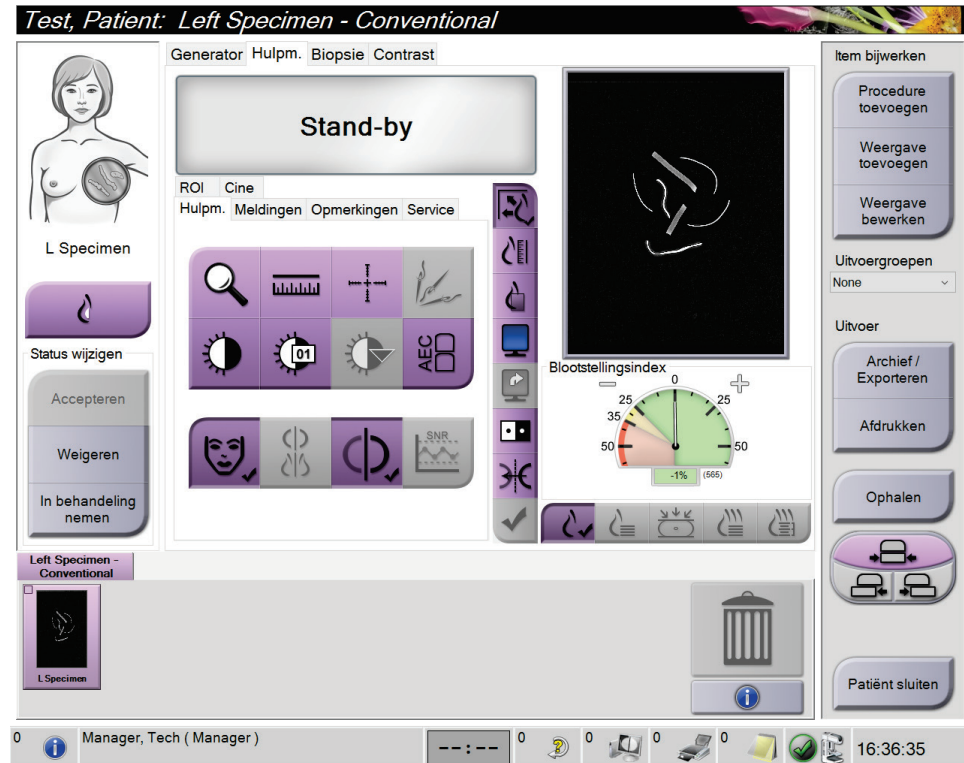 Test, Patient:  Left Specimen - Conventional
Generator Hulpm. Biopsie Contrast
Stand-by
ROI Cine
Hulpm. Meldingen Opmerkingen Service
01
AEC
SNR
L Specimen
Status wijzigen
Accepteren
Weigeren
In behandeling
nemen
Blootstellingsindex
0
25 25
35
50 50
-1% (565)
Item bijwerken
Procedure
toevoegen
Weergave
toevoegen
Weergave
bewerken
Uitvoergroepen
None
Uitvoer
Archief /
Exporteren
Afdrukken
Ophalen
Patiënt sluiten
Left Specimen -
Conventional
L Specimen
0 Manager, Tech ( Manager ) --:-- 0 0 0 0 16:36:35